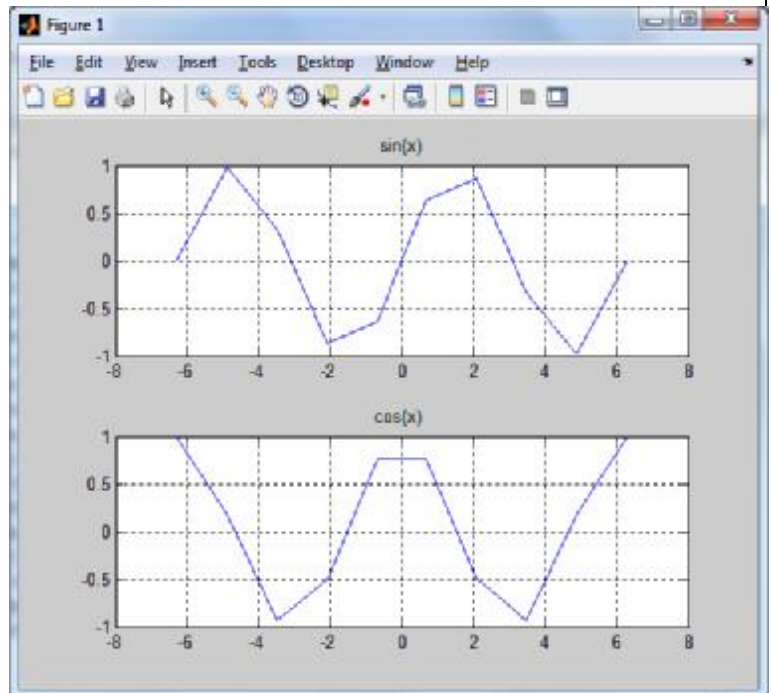 Figure 1
File Edit View Insert Tools Desktop Window Help
sin(x)
1
0.5
0
-0.5
-1
-8 -6 -4 -2 0 2 4 6 8
cos(x)
1
0.5
0
-0.5
-1
-8 -6 -4 -2 0 2 4 6 8